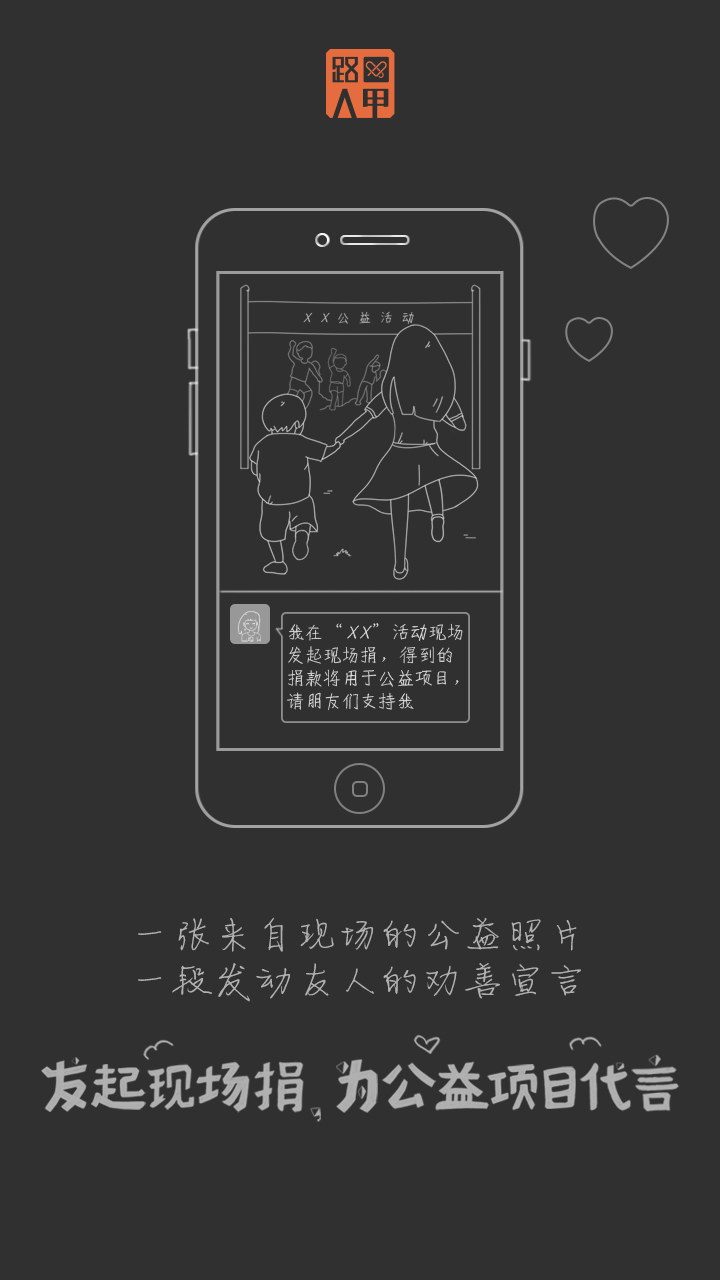 路
人甲
XX公益活动
我在“XX”活动现场
发起现场捐，得到的
捐款将用于公益项目，
请朋友们支持我
一张来自现场的公益照片
一段发动友人的劝善宣言
发起现场捐，为公益项目代言